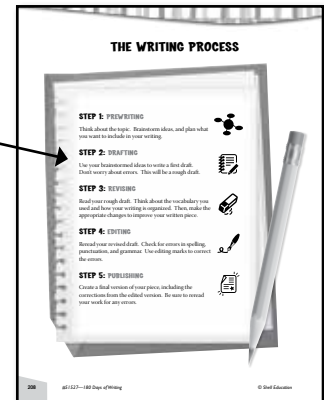 THE WRITING PROCESS
STEP 1: PREWRITING
Think about the topic. Brainstorm ideas, and plan what
you want to include in your writing.
STEP 2: DRAFTING
Use your brainstormed ideas to write a first draft.
Don't worry about errors. This will be a rough draft.
STEP 3: REVISING
Read your rough draft. Think about the vocabulary you
used and how your writing is organized. Then, make the
appropriate changes to improve your written piece.
STEP 4: EDITING
Reread your revised draft. Check for errors in spelling,
punctuation, and grammar. Use editing marks to correct
the errors.
STEP 5: PUBLISHING
Create a final version of your piece, including the
corrections from the edited version. Be sure to reread
your work for any errors.
208 #51527—180 Days of Writing © Shell Education